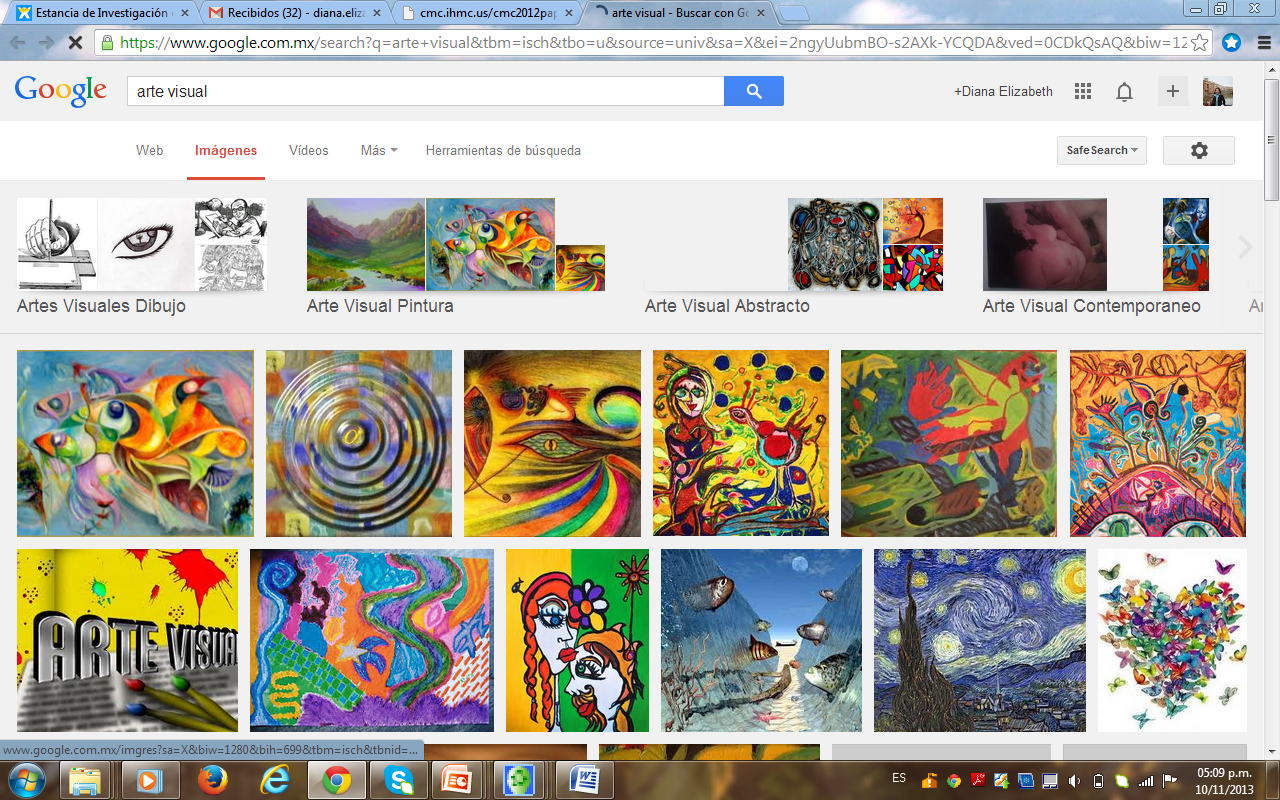 Estancia de Investigación
Recibidos (32) - diana.eliza
cmc.ihmc.us/cmc2012pap
arte visual - Buscar con Go
https://www.google.com.mx/search?q=arte+visual&tbm=isch&tbo=u&source=univ&sa=X&ei=2ngyUubmBO-s2AXk-YCQDA&ved=0CDkQsAQ&biw=12
Google
arte visual
+Diana Elizabeth
Web
Imágenes
Vídeos
Más
Herramientas de búsqueda
SafeSearch
Artes Visuales Dibujo
Arte Visual Pintura
Arte Visual Abstracto
Arte Visual Contemporaneo
Ar
ARTE VISUAL
www.google.com.mx/imgres?sa=X&biw=1280&bih=699&tbm=isch&tbnid=...
ES
05:09 p.m.
10/11/2013